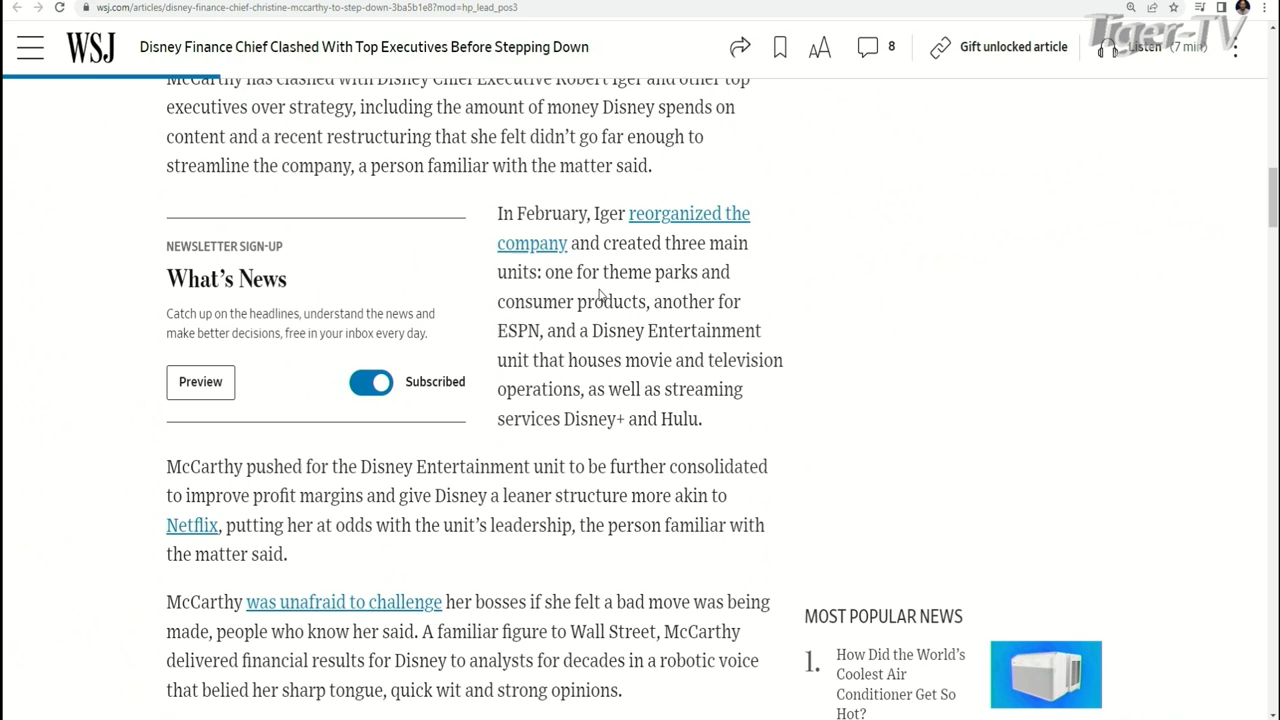 wsj.com/articles/disney-finance-chief-christine-mccarthy-to-step-down-3ba5b1e8?mod=hp_lead_pos3
Tiger-TV
WSJ
Disney Finance Chief Clashed With Top Executives Before Stepping Down
AA
8
Gift unlocked article
Listen (7 min)
McCarthy has clashed with Disney Chief Executive Robert Iger and other top
executives over strategy, including the amount of money Disney spends on
content and a recent restructuring that she felt didn't go far enough to
streamline the company, a person familiar with the matter said.
NEWSLETTER SIGN-UP
What's News
Catch up on the headlines, understand the news and
make better decisions, free in your inbox every day.
Preview
Subscribed
In February, Iger reorganized the
company and created three main
units: one for theme parks and
consumer products, another for
ESPN, and a Disney Entertainment
unit that houses movie and television
operations, as well as streaming
services Disney+ and Hulu.
McCarthy pushed for the Disney Entertainment unit to be further consolidated
to improve profit margins and give Disney a leaner structure more akin to
Netflix, putting her at odds with the unit's leadership, the person familiar with
the matter said.
McCarthy was unafraid to challenge her bosses if she felt a bad move was being
made, people who know her said. A familiar figure to Wall Street, McCarthy
delivered financial results for Disney to analysts for decades in a robotic voice
that belied her sharp tongue, quick wit and strong opinions.
MOST POPULAR NEWS
1.
How Did the World's
Coolest Air
Conditioner Get So
Hot?